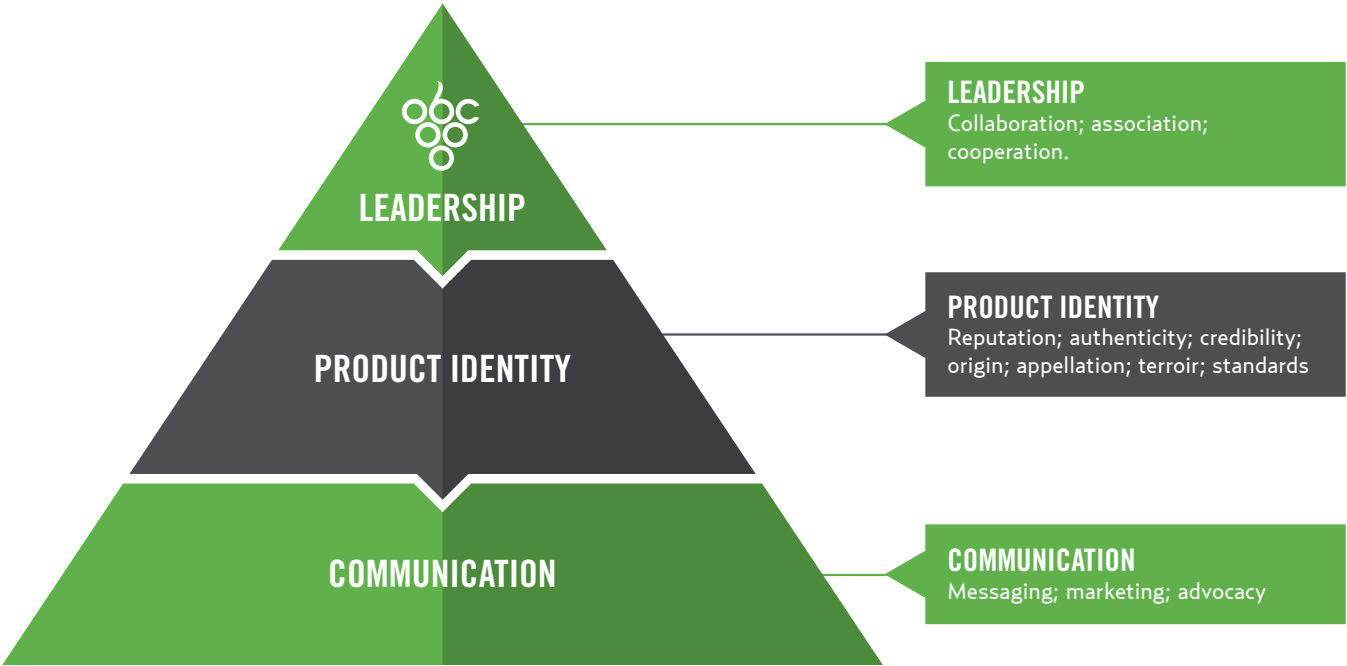 abc
LEADERSHIP
LEADERSHIP
Collaboration; association;
cooperation.
PRODUCT IDENTITY
PRODUCT IDENTITY
Reputation; authenticity; credibility;
origin; appellation; terroir; standards
COMMUNICATION
COMMUNICATION
Messaging; marketing; advocacy